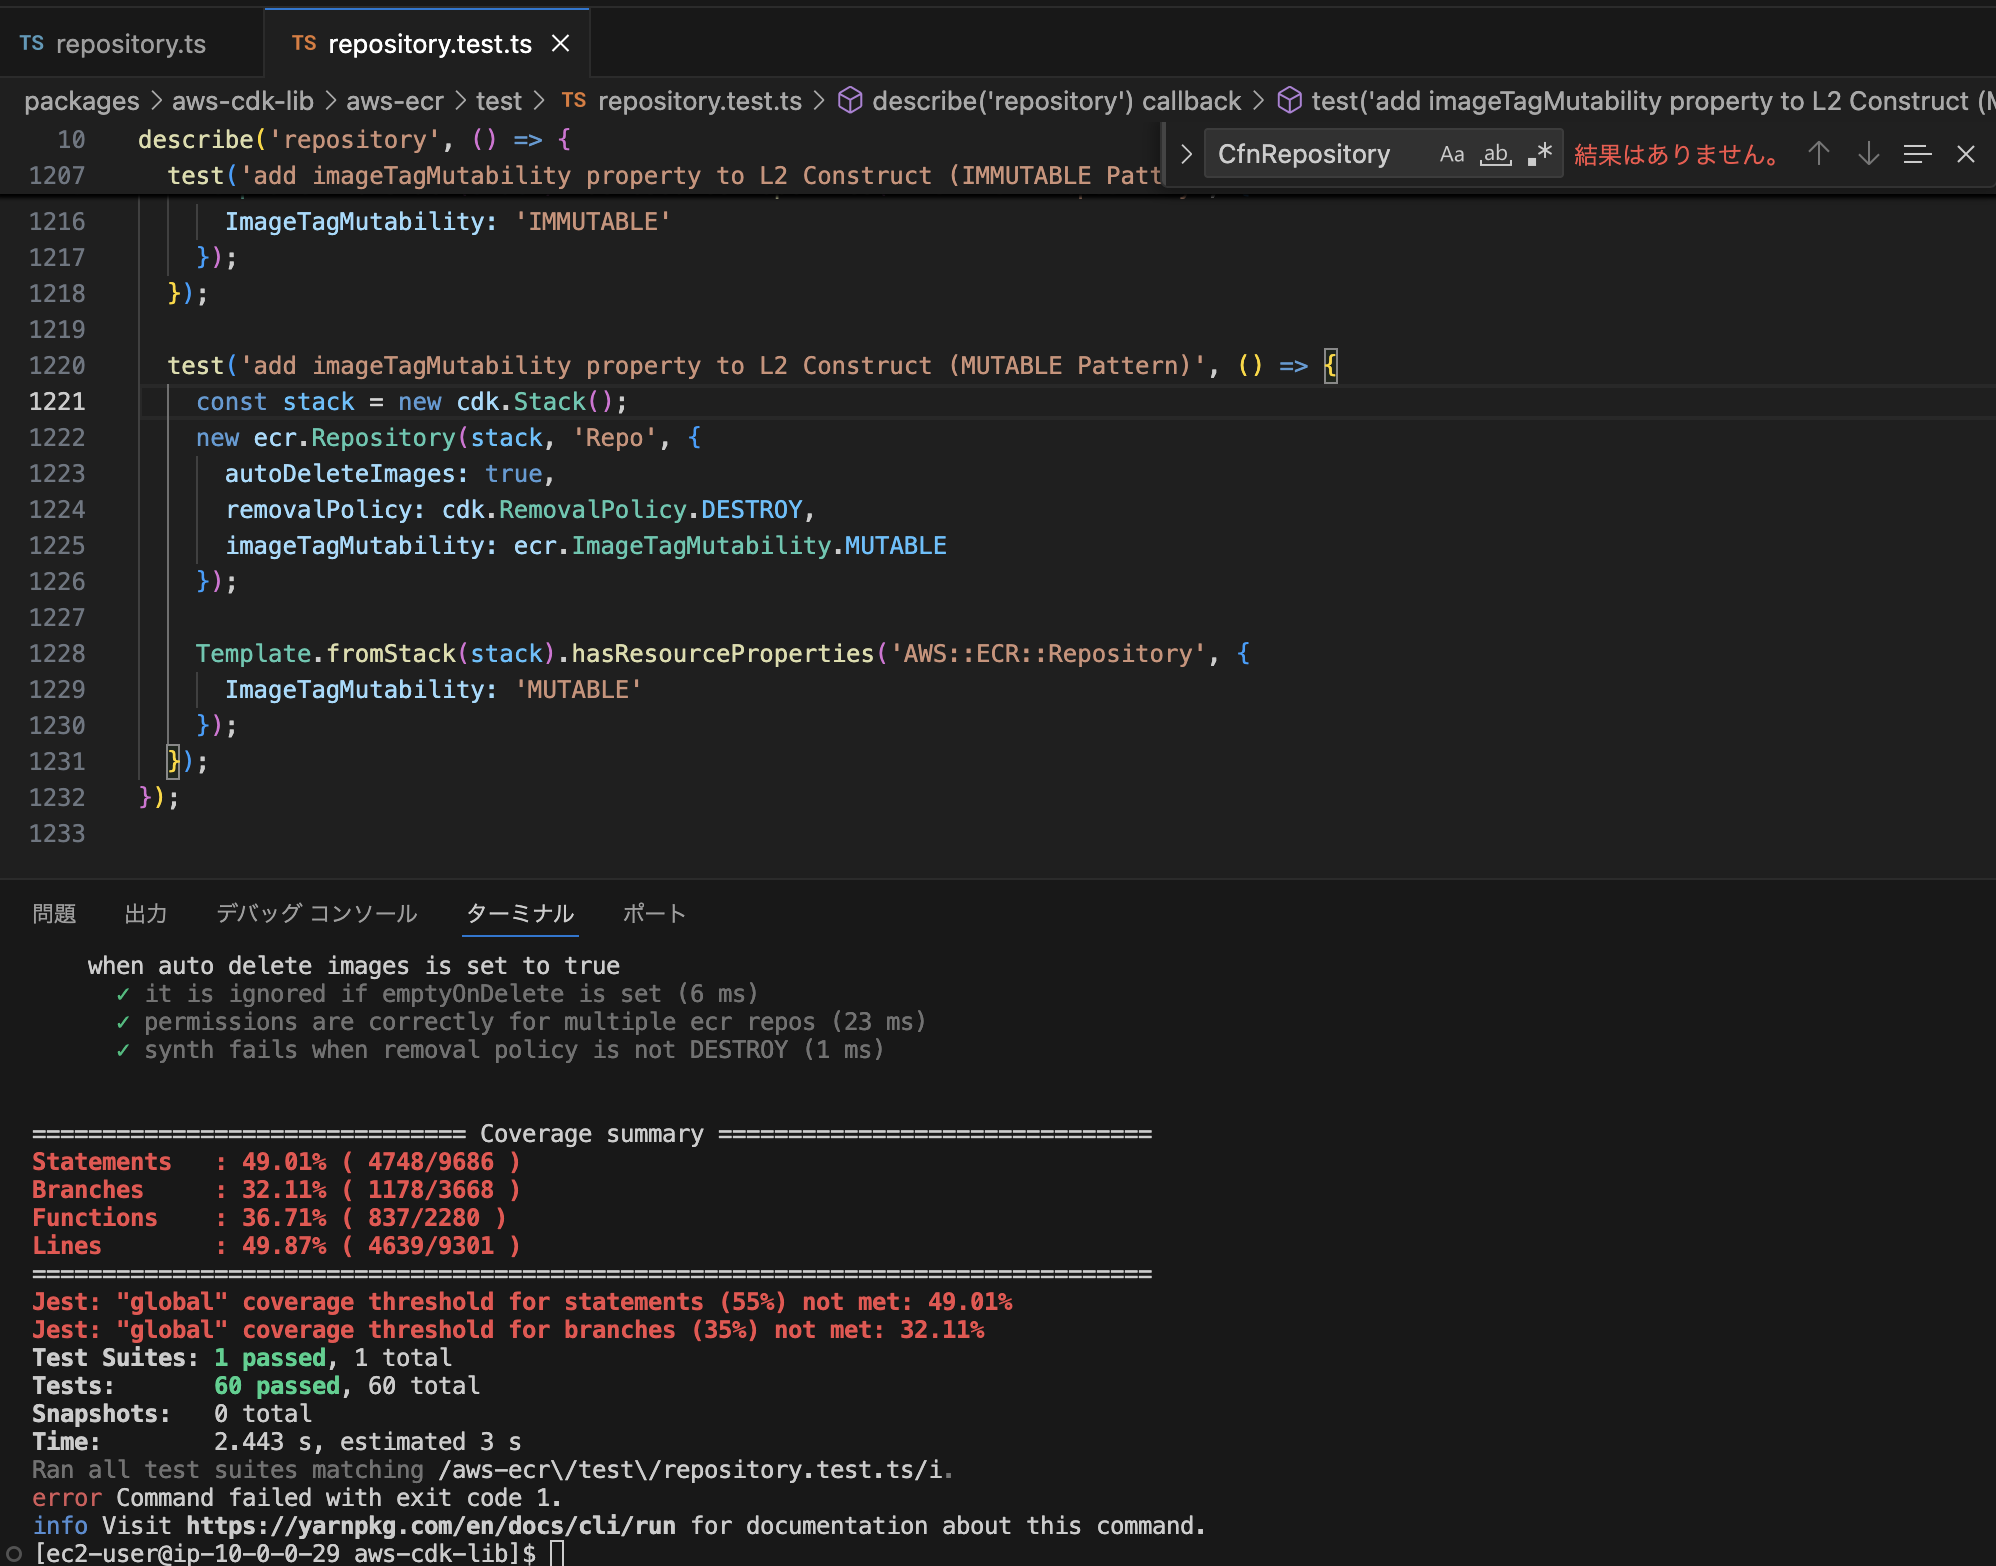 TS repository.ts
TS repository.test.ts
packages > aws-cdk-lib > aws-ecr > test > TS repository.test.ts > describe('repository') callback > test('add imageTagMutability property to L2 Construct (M
10 describe('repository', () => {
CfnRepository Aa ab .* 結果はありません。
1207 test('add imageTagMutability property to L2 Construct (IMMUTABLE Patt
1216 ImageTagMutability: 'IMMUTABLE'
1217 });
1218 });
1219
1220 test('add imageTagMutability property to L2 Construct (MUTABLE Pattern)', () => {
1221 const stack = new cdk.Stack();
1222 new ecr.Repository(stack, 'Repo', {
1223 autoDeleteImages: true,
1224 removalPolicy: cdk.RemovalPolicy.DESTROY,
1225 imageTagMutability: ecr.ImageTagMutability.MUTABLE
1226 });
1227
1228 Template.fromStack(stack).hasResourceProperties('AWS::ECR::Repository', {
1229 ImageTagMutability: 'MUTABLE'
1230 });
1231 });
1232 });
1233
問題 出力 デバッグ コンソール ターミナル ポート
when auto delete images is set to true
✓ it is ignored if emptyOnDelete is set (6 ms)
✓ permissions are correctly for multiple ecr repos (23 ms)
✓ synth fails when removal policy is not DESTROY (1 ms)
=============================== Coverage summary ===============================
Statements : 49.01% ( 4748/9686 )
Branches : 32.11% ( 1178/3668 )
Functions : 36.71% ( 837/2280 )
Lines : 49.87% ( 4639/9301 )
================================================================================
Jest: "global" coverage threshold for statements (55%) not met: 49.01%
Jest: "global" coverage threshold for branches (35%) not met: 32.11%
Test Suites: 1 passed, 1 total
Tests: 60 passed, 60 total
Snapshots: 0 total
Time: 2.443 s, estimated 3 s
Ran all test suites matching /aws-ecr\/test\/repository.test.ts/i.
error Command failed with exit code 1.
info Visit https://yarnpkg.com/en/docs/cli/run for documentation about this command.
[ec2-user@ip-10-0-0-29 aws-cdk-lib]$